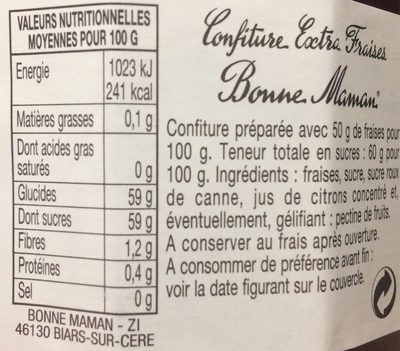 VALEURS NUTRITIONNELLES
MOYENNES POUR 100 G
Energie 1023 kJ
241 kcal
Matières grasses 0,1 g
Dont acides gras
saturés 0 g
Glucides 59 g
Dont sucres 59 g
Fibres 1,2 g
Protéines 0,4 g
Sel 0 g
BONNE MAMAN - ZI
46130 BIARS-SUR-CERE
Confiture Extra Fraises
Bonne Maman
Confiture préparée avec 50 g de fraises pour
100 g. Teneur totale en sucres : 60 g pour
100 g. Ingrédients : fraises, sucre, sucre roux
de canne, jus de citrons concentré et,
éventuellement, gélifiant : pectine de fruits.
A conserver au frais après ouverture.
A consommer de préférence avant fin :
voir la date figurant sur le couvercle.